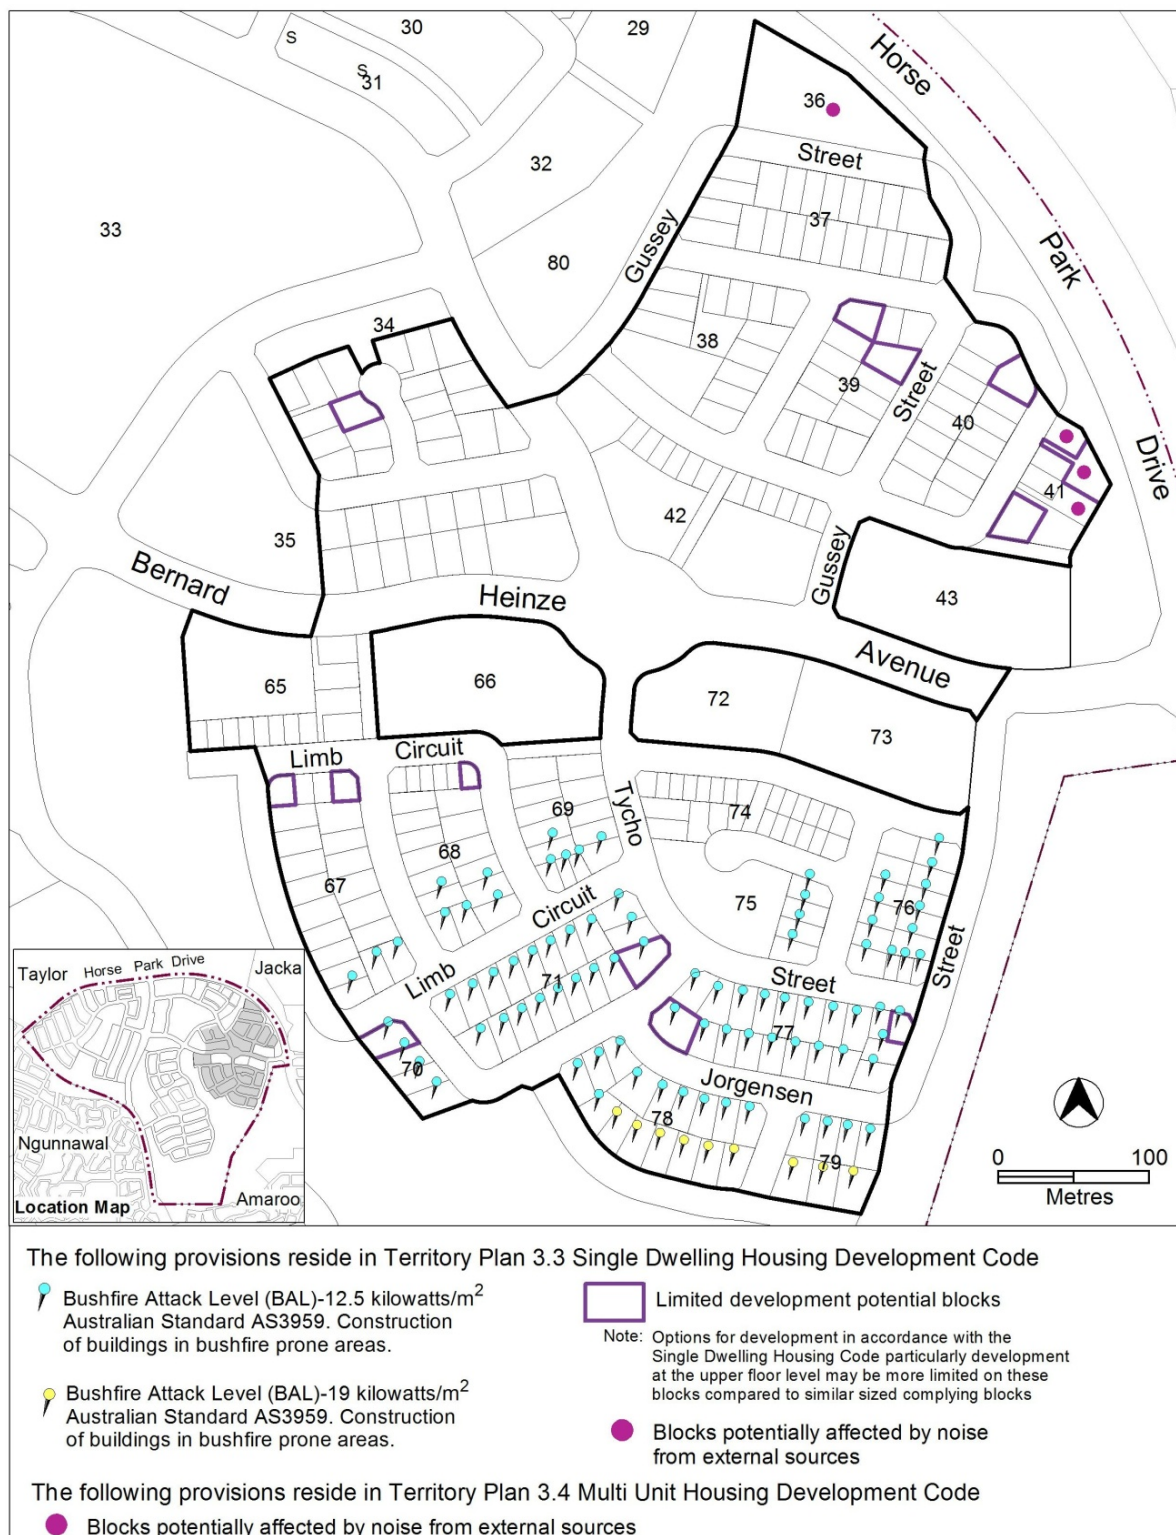 30
29
S
S
31
36
Horse
Street
32
37
33
Gussey
Park
80
34
38
39
Street
40
Drive
41
42
35
Gussey
Bernard
Heinze
43
Avenue
65
66
72
73
Limb
Circuit
Tycho
69
74
68
67
Circuit
75
76
Street
Limb
71
Street
77
70
Jorgensen
78
79
Taylor
Horse Park Drive
Jacka
Ngunnawal
Amaroo
Location Map
0 100
Metres
The following provisions reside in Territory Plan 3.3 Single Dwelling Housing Development Code
Bushfire Attack Level (BAL)-12.5 kilowatts/m²
Australian Standard AS3959. Construction
of buildings in bushfire prone areas.
Bushfire Attack Level (BAL)-19 kilowatts/m²
Australian Standard AS3959. Construction
of buildings in bushfire prone areas.
Limited development potential blocks
Note: Options for development in accordance with the
Single Dwelling Housing Code particularly development
at the upper floor level may be more limited on these
blocks compared to similar sized complying blocks
Blocks potentially affected by noise
from external sources
The following provisions reside in Territory Plan 3.4 Multi Unit Housing Development Code
Blocks potentially affected by noise from external sources